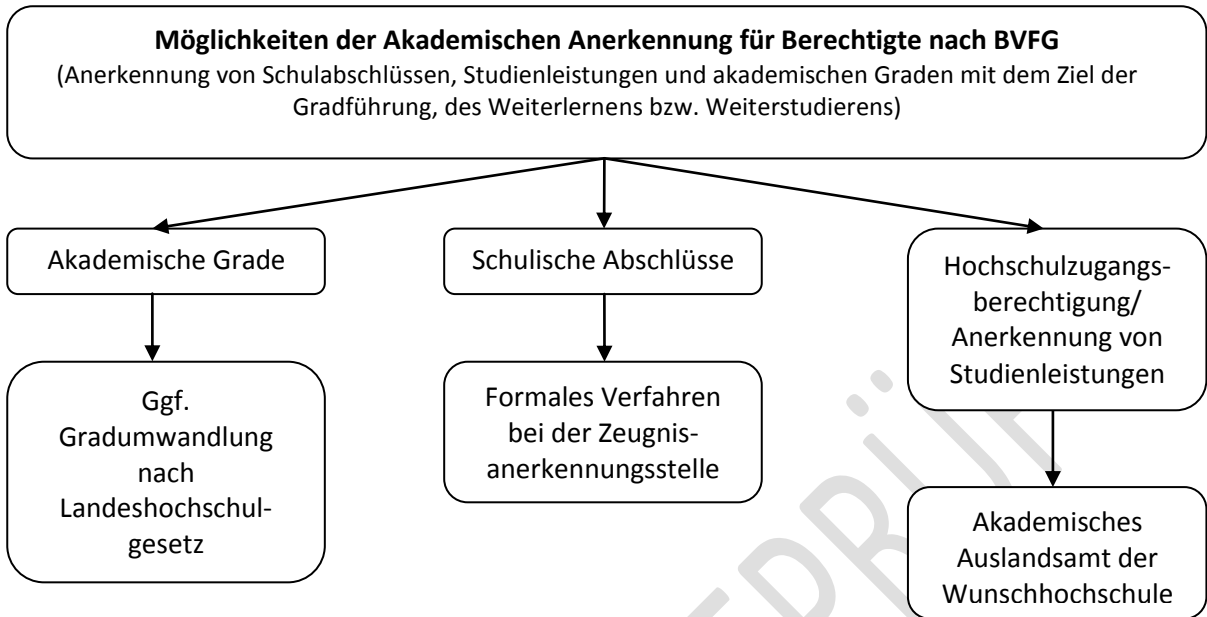 Möglichkeiten der Akademischen Anerkennung für Berechtigte nach BVFG
(Anerkennung von Schulabschlüssen, Studienleistungen und akademischen Graden mit dem Ziel der
Gradführung, des Weiterlernens bzw. Weiterstudierens)
Akademische Grade
Schulische Abschlüsse
Hochschulzugangs-
berechtigung/
Anerkennung von
Studienleistungen
Ggf.
Gradumwandlung
nach
Landeshochschul-
gesetz
Formales Verfahren
bei der Zeugnis-
anerkennungsstelle
Akademisches
Auslandsamt der
Wunschhochschule